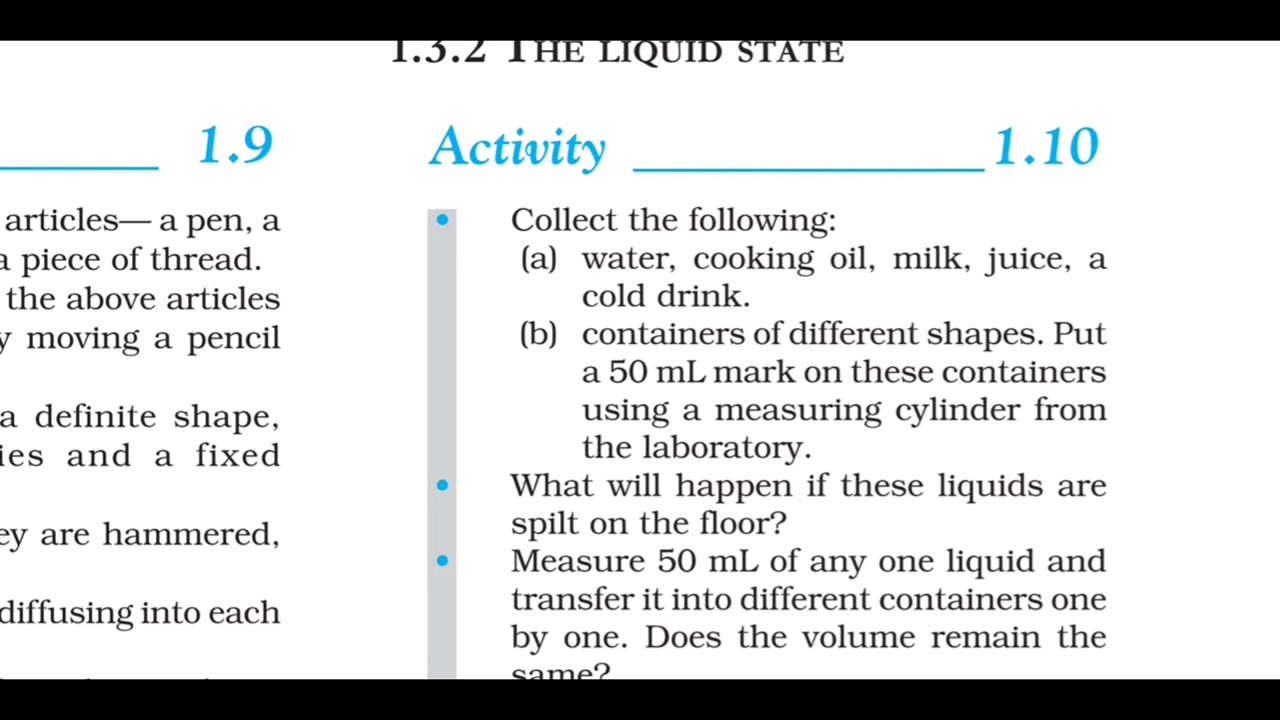 1.3.2 THE LIQUID STATE
1.9
articles— a pen, a
a piece of thread.
the above articles
y moving a pencil
a definite shape,
ies and a fixed
ey are hammered,
diffusing into each
Activity 1.10
• Collect the following:
(a) water, cooking oil, milk, juice, a
cold drink.
(b) containers of different shapes. Put
a 50 mL mark on these containers
using a measuring cylinder from
the laboratory.
• What will happen if these liquids are
spilt on the floor?
• Measure 50 mL of any one liquid and
transfer it into different containers one
by one. Does the volume remain the
same?